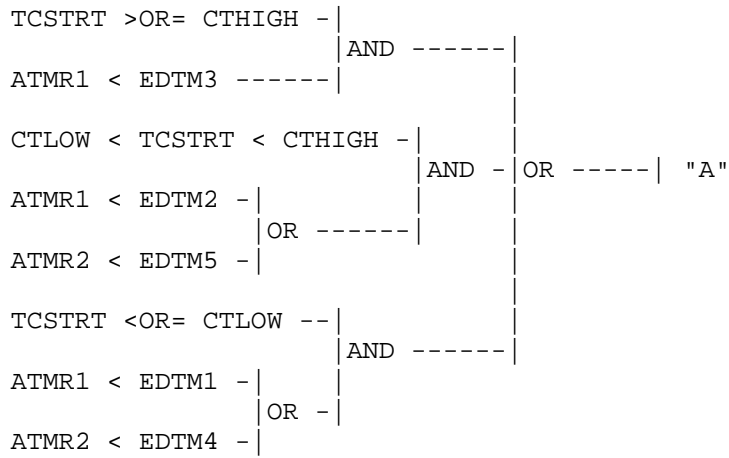 TCSTRT >OR= CTHIGH -|
|AND ------|
ATMR1 < EDTM3 ------|
CTLOW < TCSTRT < CTHIGH -|
|AND -|OR -----| "A"
ATMR1 < EDTM2 -|
|OR ------|
ATMR2 < EDTM5 -|
TCSTRT <OR= CTLOW --|
|AND ------|
ATMR1 < EDTM1 -|
|OR -|
ATMR2 < EDTM4 -|